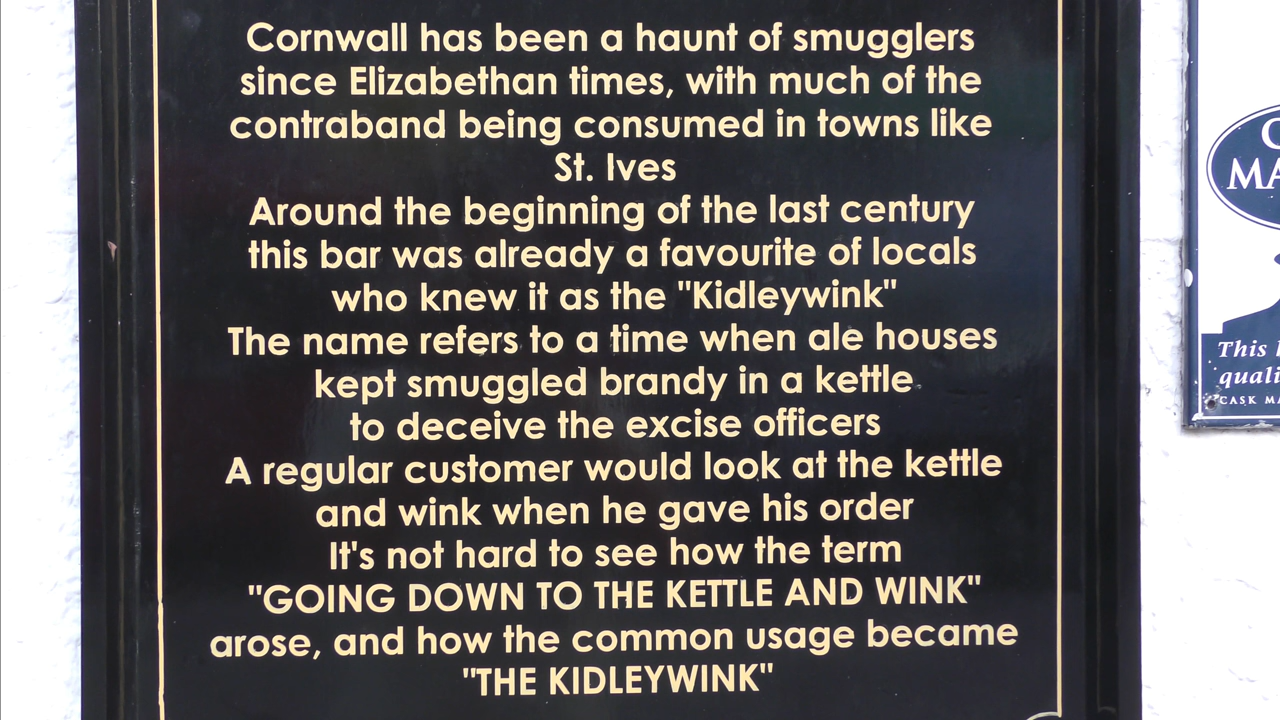 Cornwall has been a haunt of smugglers
since Elizabethan times, with much of the
contraband being consumed in towns like
St. Ives
Around the beginning of the last century
this bar was already a favourite of locals
who knew it as the "Kidleywink"
The name refers to a time when ale houses
kept smuggled brandy in a kettle
to deceive the excise officers
A regular customer would look at the kettle
and wink when he gave his order
It's not hard to see how the term
"GOING DOWN TO THE KETTLE AND WINK"
arose, and how the common usage became
"THE KIDLEYWINK"
This
CASK